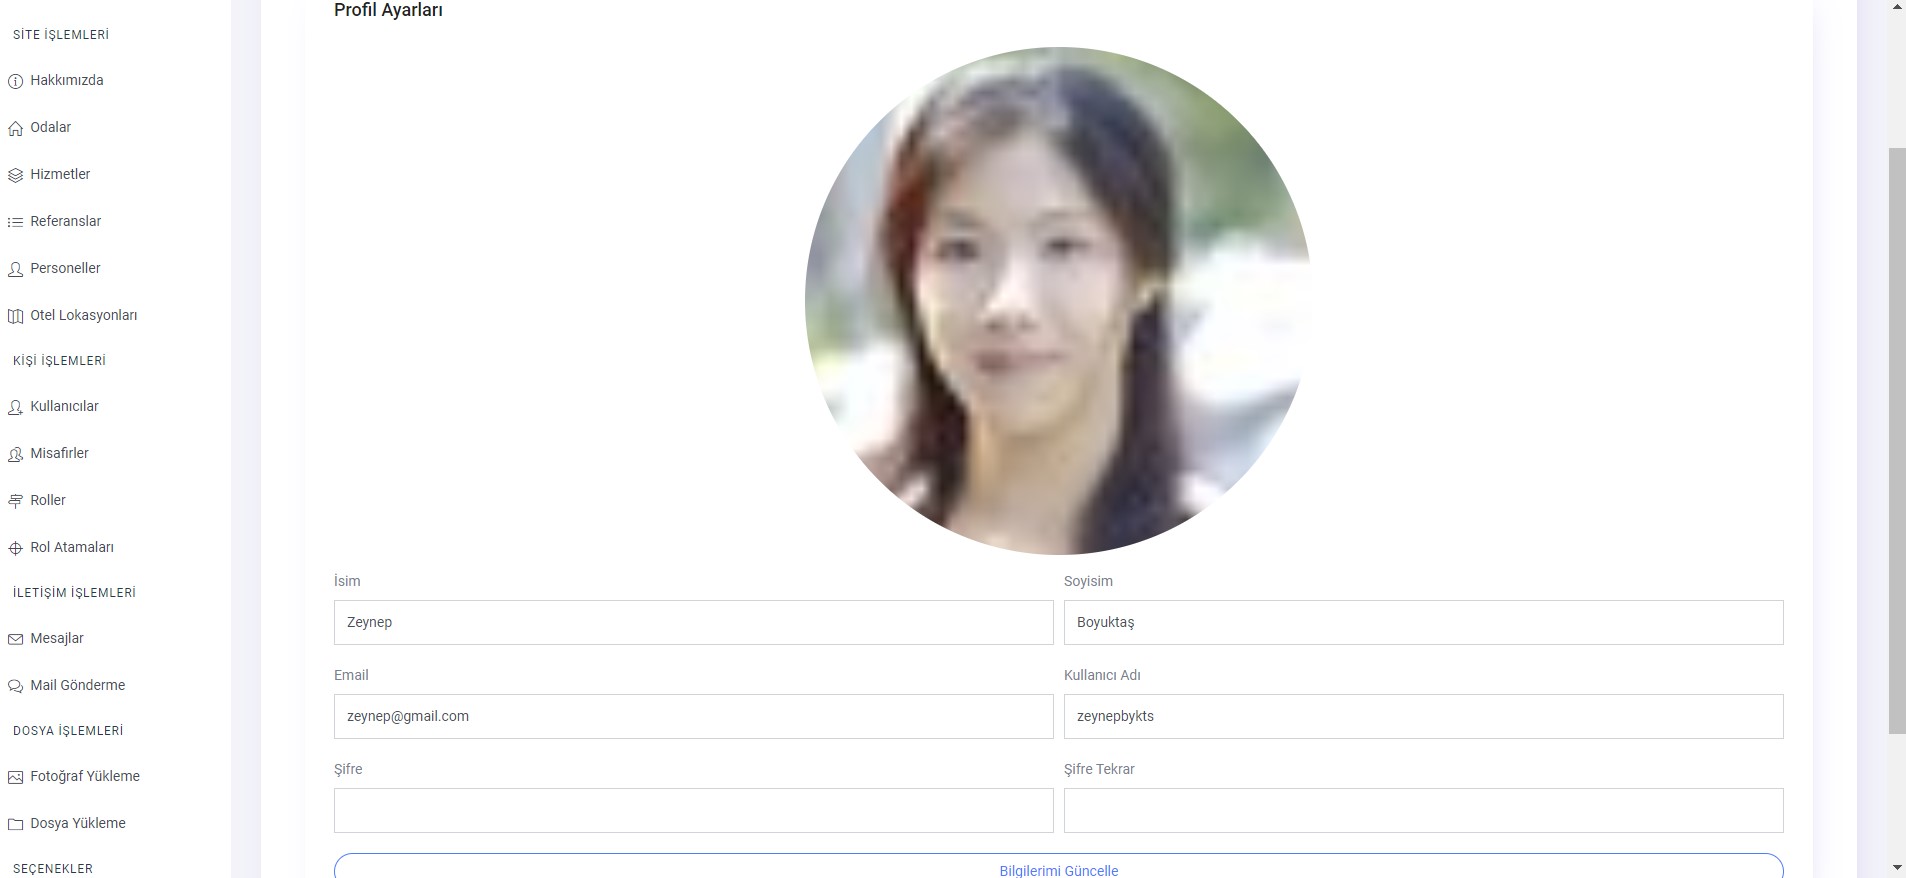 SİTE İŞLEMLERİ
Hakkımızda
Odalar
Hizmetler
Referanslar
Personeller
Otel Lokasyonları
KİŞİ İŞLEMLERİ
Kullanıcılar
Misafirler
Roller
Rol Atamaları
İLETİŞİM İŞLEMLERİ
Mesajlar
Mail Gönderme
DOSYA İŞLEMLERİ
Fotoğraf Yükleme
Dosya Yükleme
SEÇENEKLER
Profil Ayarları
İsim
Soyisim
Zeynep
Boyuktaş
Email
Kullanıcı Adı
zeynep@gmail.com
zeynepbykts
Şifre
Şifre Tekrar
Bilgilerimi Güncelle